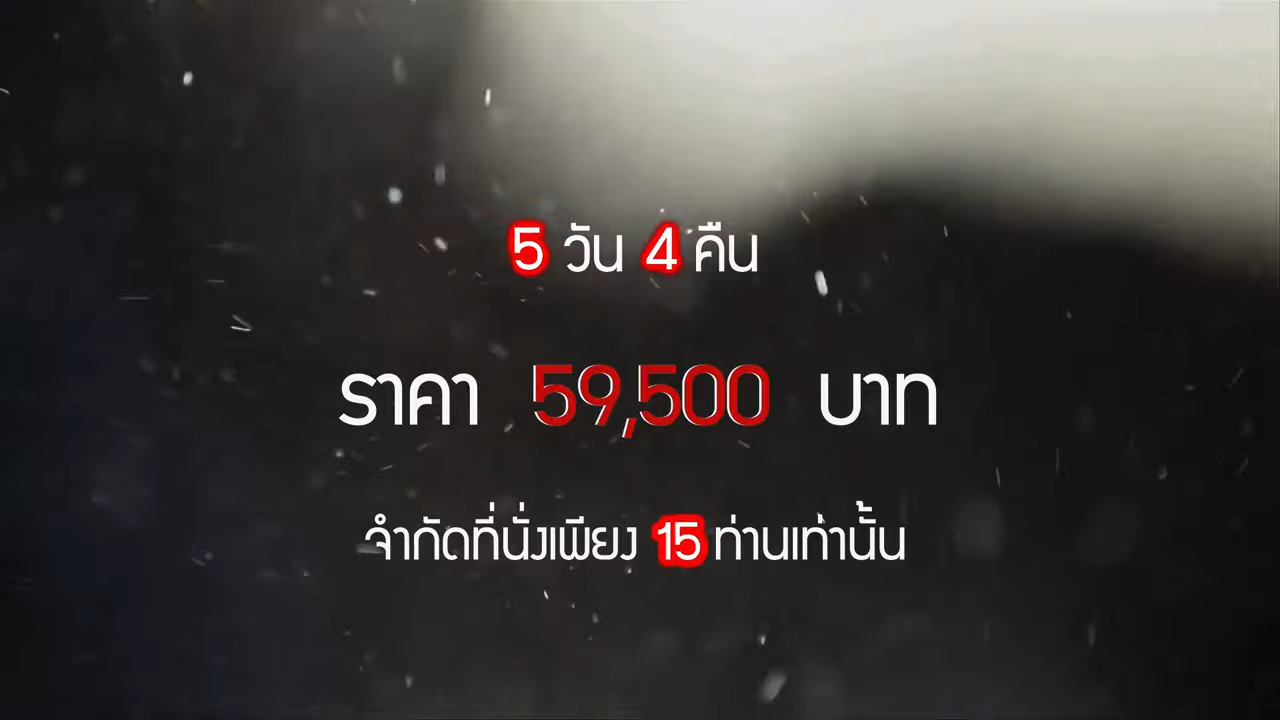 5 วัน 4 คืน
ราคา 59,500 บาท
จำกัดที่นั่งเพียง 15 ท่านเท่านั้น